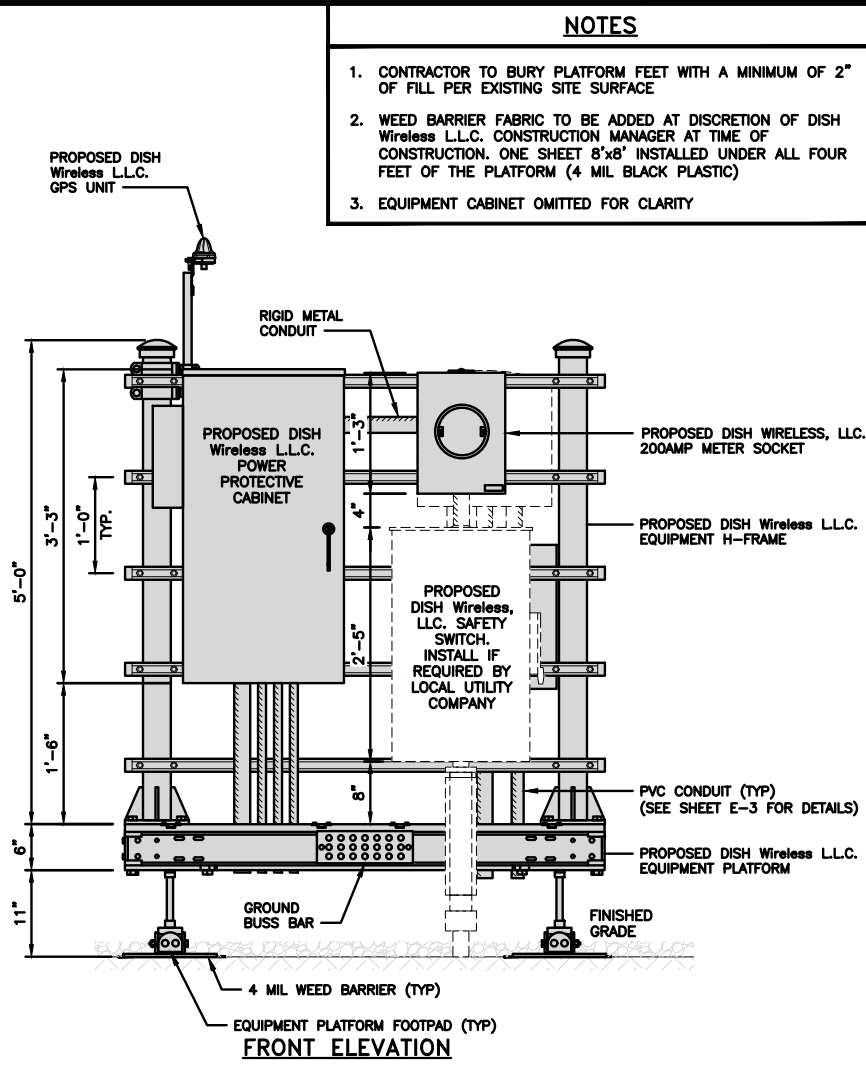 NOTES
1. CONTRACTOR TO BURY PLATFORM FEET WITH A MINIMUM OF 2"
OF FILL PER EXISTING SITE SURFACE
2. WEED BARRIER FABRIC TO BE ADDED AT DISCRETION OF DISH
Wireless L.L.C. CONSTRUCTION MANAGER AT TIME OF
CONSTRUCTION. ONE SHEET 8'x8' INSTALLED UNDER ALL FOUR
FEET OF THE PLATFORM (4 MIL BLACK PLASTIC)
3. EQUIPMENT CABINET OMITTED FOR CLARITY
PROPOSED DISH
Wireless L.L.C.
GPS UNIT
RIGID METAL
CONDUIT
PROPOSED DISH
Wireless L.L.C.
POWER
PROTECTIVE
CABINET
PROPOSED DISH WIRELESS, LLC.
200AMP METER SOCKET
PROPOSED DISH Wireless L.L.C.
EQUIPMENT H-FRAME
PROPOSED
DISH Wireless,
LLC. SAFETY
SWITCH.
INSTALL IF
REQUIRED BY
LOCAL UTILITY
COMPANY
5'-0"
3'-3"
1'-0"
TYP.
1'-6"
6"
11"
1'-3"
4"
2'-5"
8"
PVC CONDUIT (TYP)
(SEE SHEET E-3 FOR DETAILS)
PROPOSED DISH Wireless L.L.C.
EQUIPMENT PLATFORM
GROUND
BUSS BAR
FINISHED
GRADE
4 MIL WEED BARRIER (TYP)
EQUIPMENT PLATFORM FOOTPAD (TYP)
FRONT ELEVATION